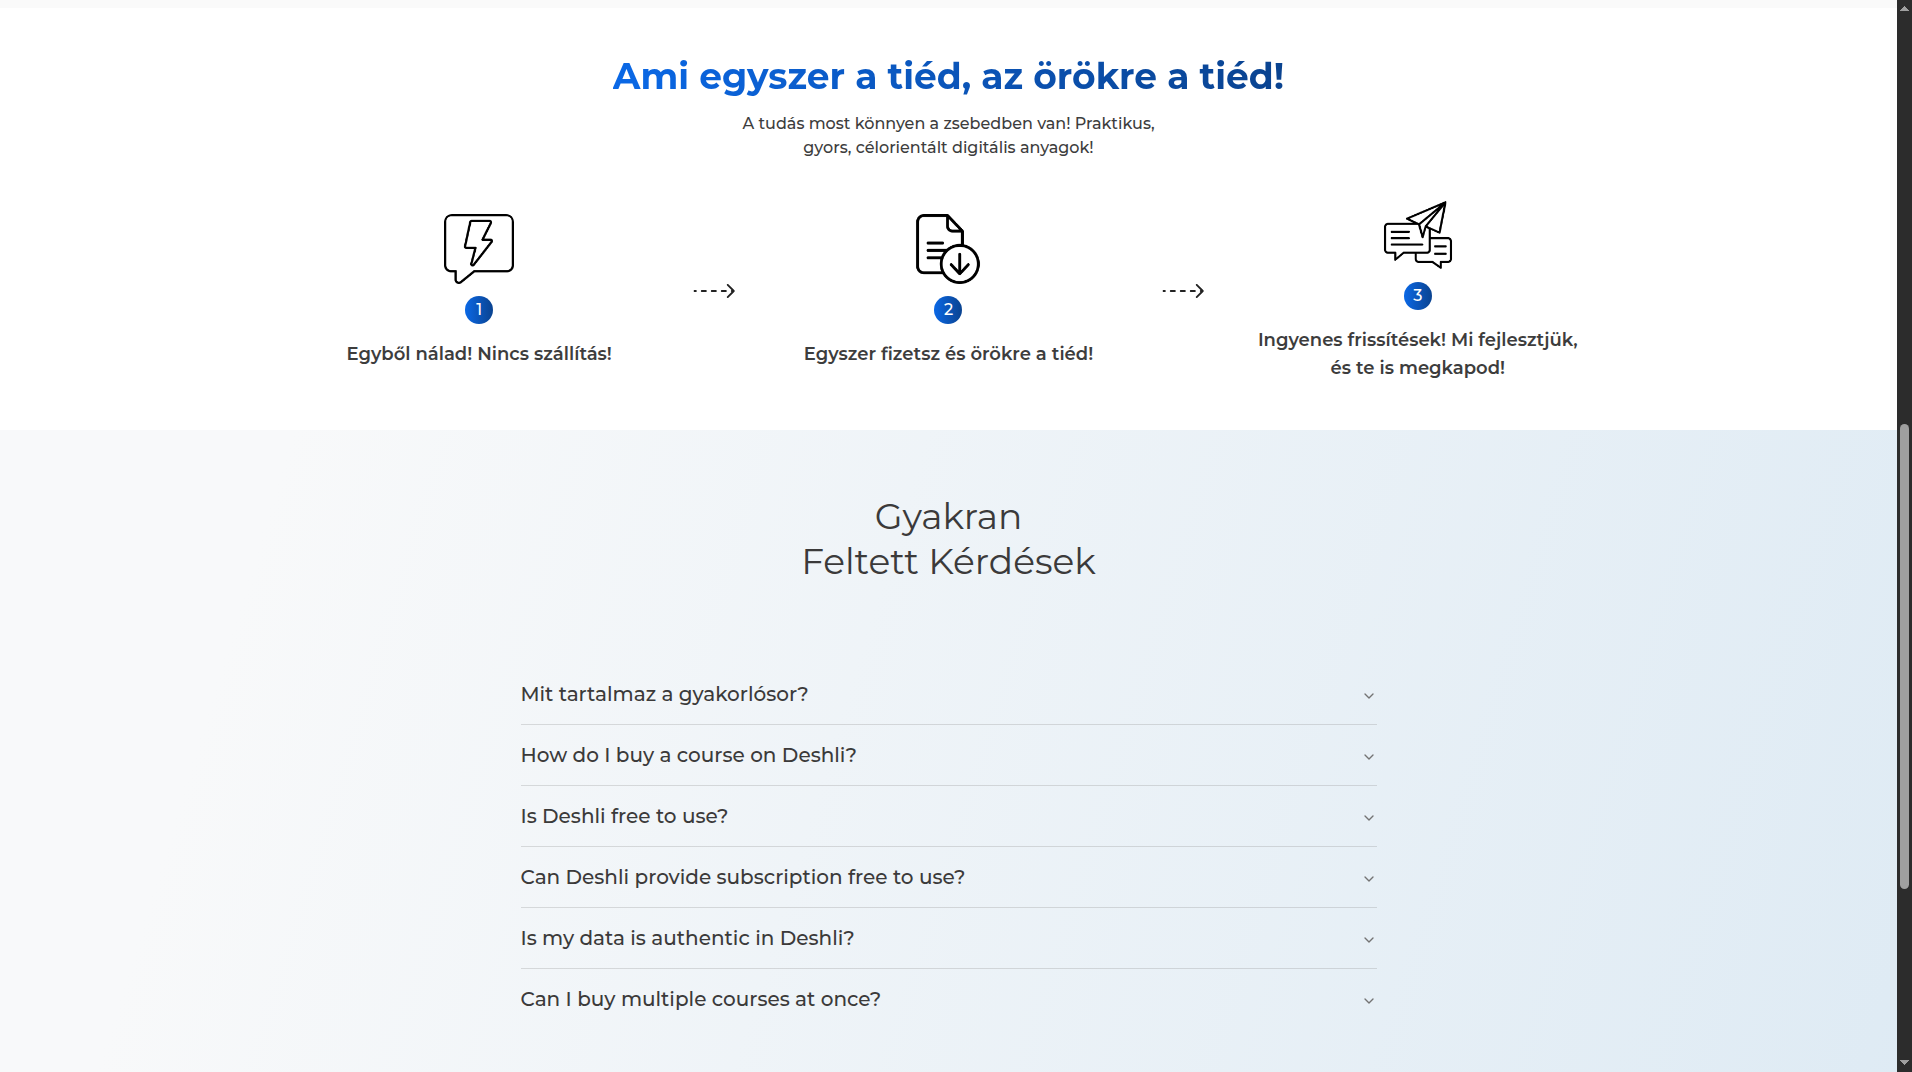 Ami egyszer a tiéd, az örökre a tiéd!
A tudás most könnyen a zsebedben van! Praktikus,
gyors, célorientált digitális anyagok!
1
Egyből nálad! Nincs szállítás!
2
Egyszer fizetsz és örökre a tiéd!
3
Ingyenes frissítések! Mi fejlesztjük,
és te is megkapod!
Gyakran
Feltett Kérdések
Mit tartalmaz a gyakorlósor?
How do I buy a course on Deshli?
Is Deshli free to use?
Can Deshli provide subscription free to use?
Is my data is authentic in Deshli?
Can I buy multiple courses at once?